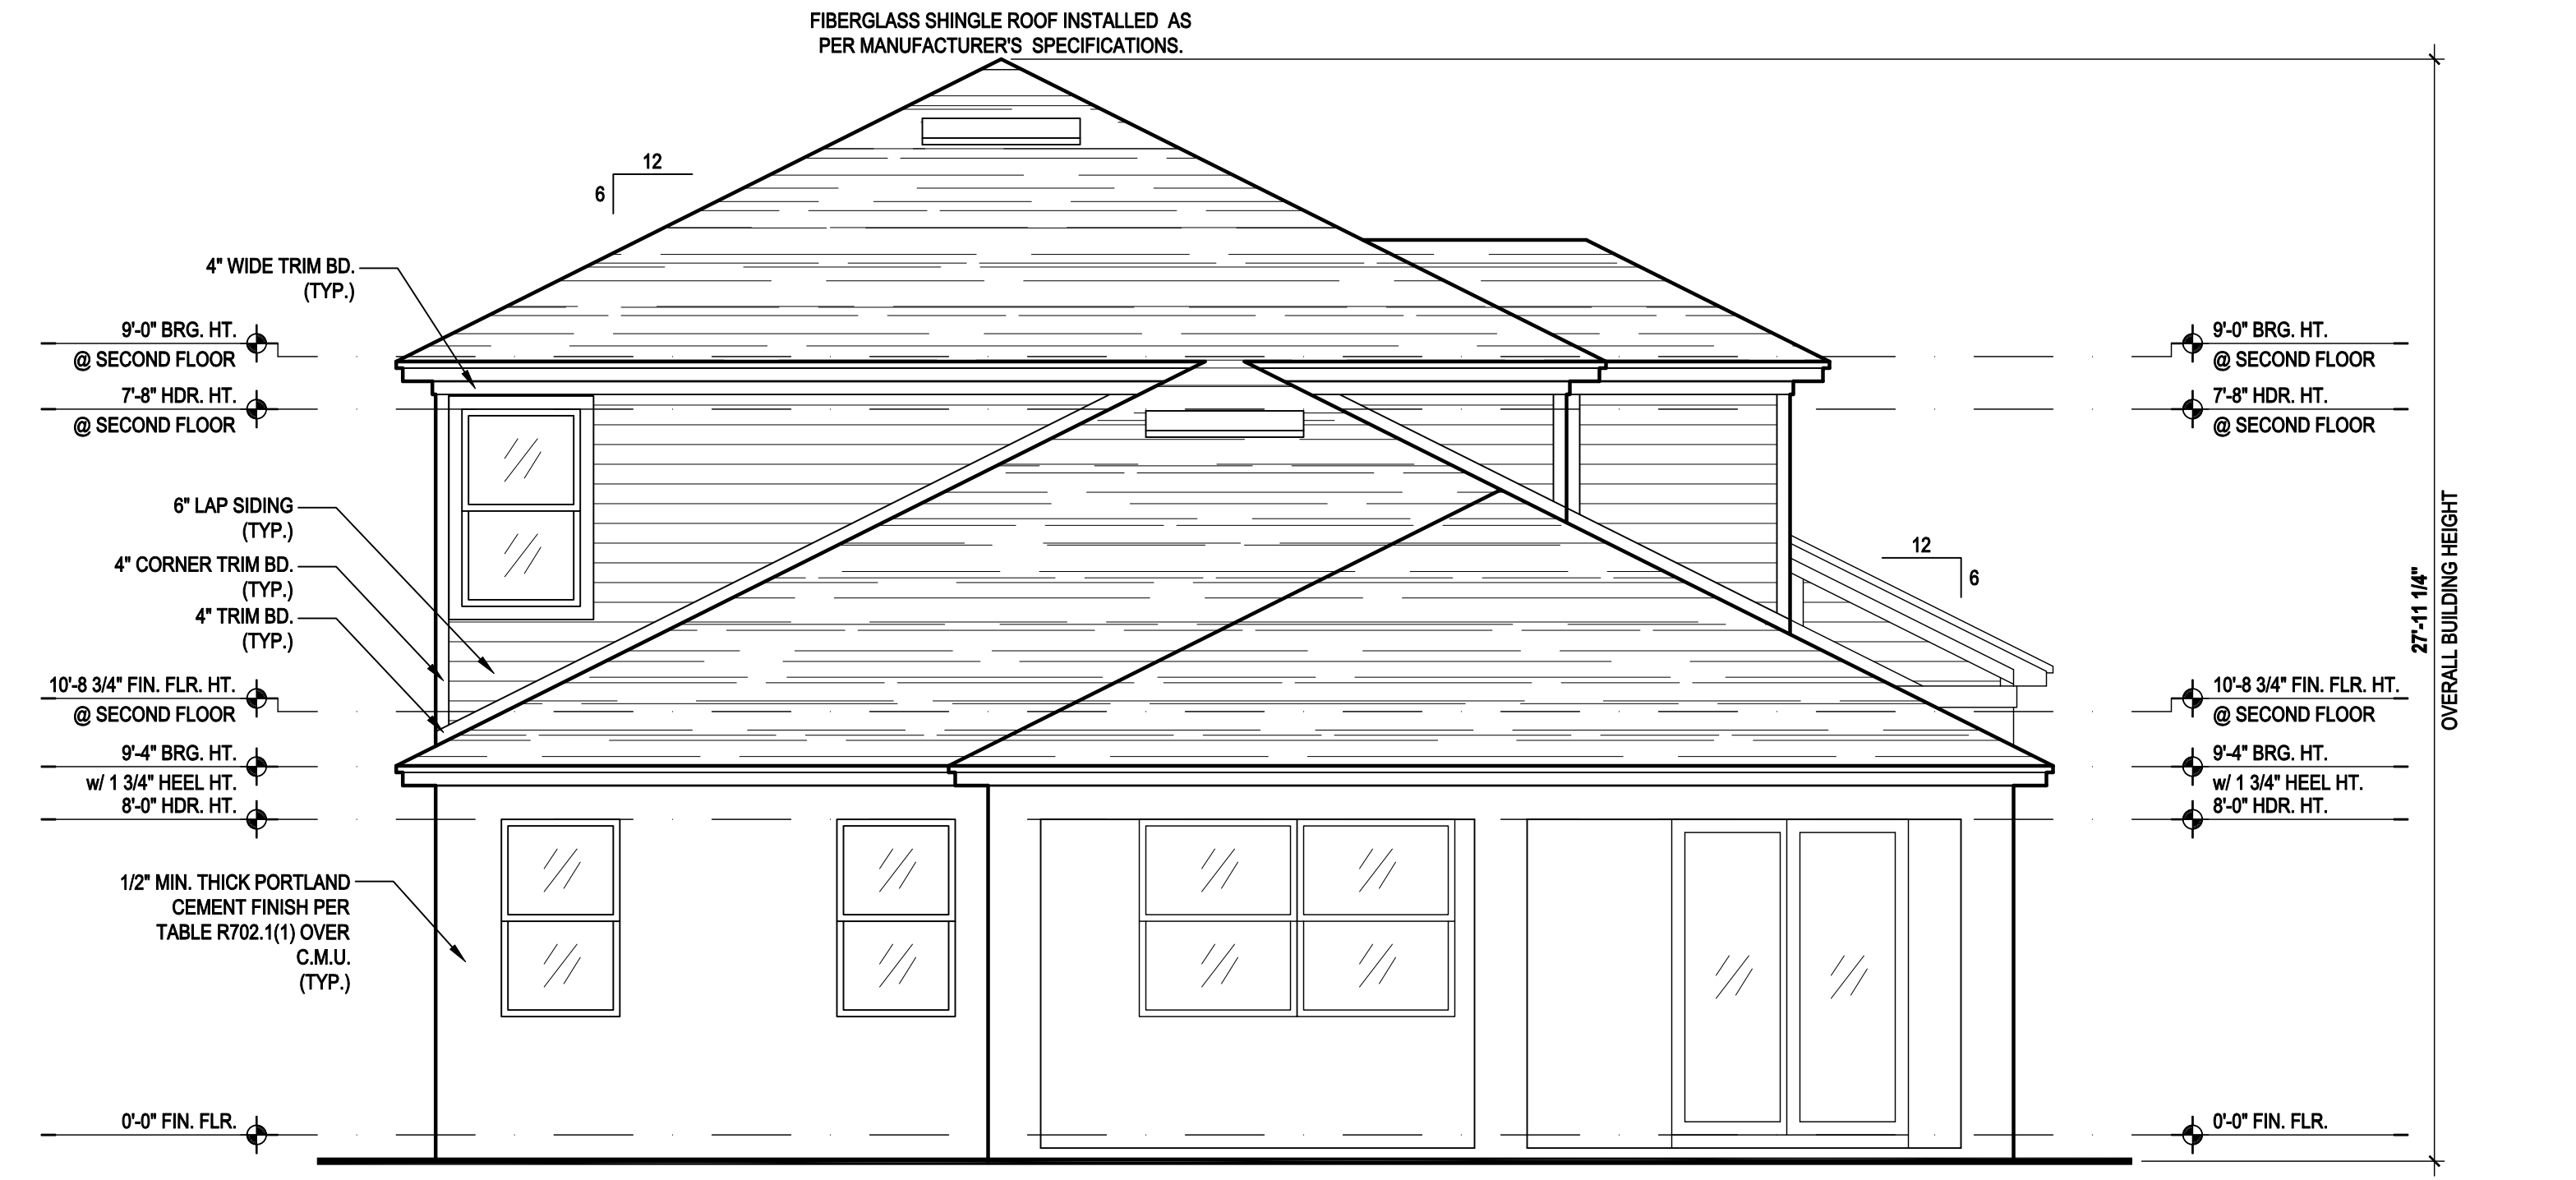 FIBERGLASS SHINGLE ROOF INSTALLED AS
PER MANUFACTURER'S SPECIFICATIONS.
12
6
4" WIDE TRIM BD.
(TYP.)
9'-0" BRG. HT.
@ SECOND FLOOR
7'-8" HDR. HT.
@ SECOND FLOOR
6" LAP SIDING
(TYP.)
4" CORNER TRIM BD.
(TYP.)
4" TRIM BD.
(TYP.)
10'-8 3/4" FIN. FLR. HT.
@ SECOND FLOOR
9'-4" BRG. HT.
w/ 1 3/4" HEEL HT.
8'-0" HDR. HT.
1/2" MIN. THICK PORTLAND
CEMENT FINISH PER
TABLE R702.1(1) OVER
C.M.U.
(TYP.)
0'-0" FIN. FLR.
9'-0" BRG. HT.
@ SECOND FLOOR
7'-8" HDR. HT.
@ SECOND FLOOR
12
6
10'-8 3/4" FIN. FLR. HT.
@ SECOND FLOOR
9'-4" BRG. HT.
w/ 1 3/4" HEEL HT.
8'-0" HDR. HT.
0'-0" FIN. FLR.
27'-11 1/4"
OVERALL BUILDING HEIGHT